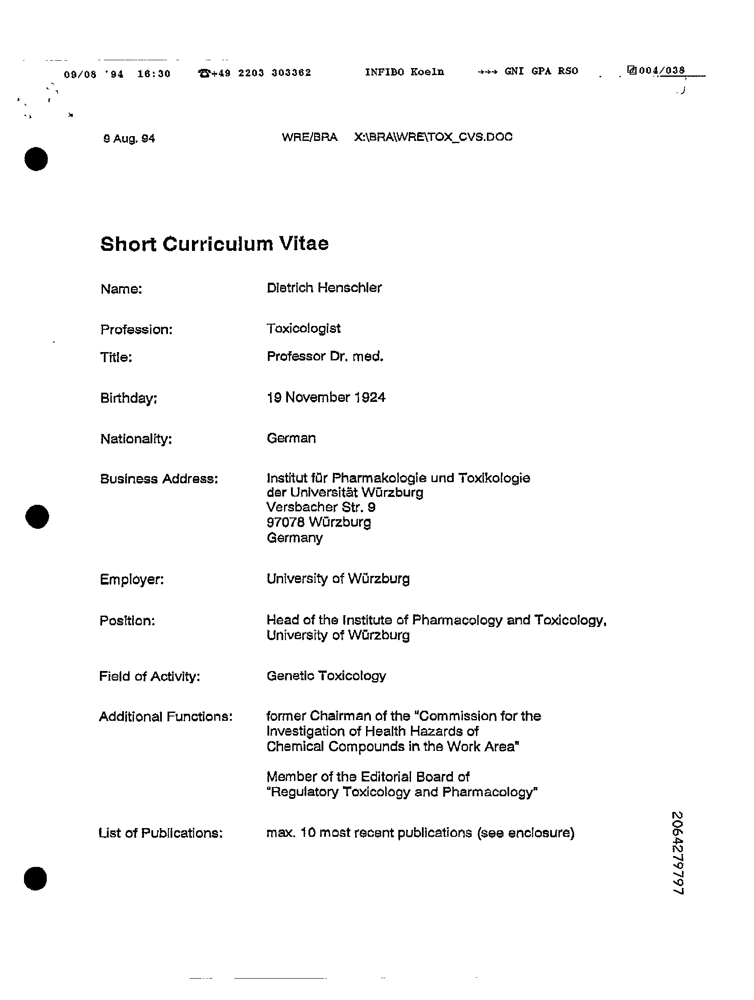 09/08 '94 16:30 ☎+49 2203 303362 INFIBO Koeln →→→ GNI GPA RSO 004/038
9 Aug. 94 WRE/BRA X:\BRA\WRE\TOX_CVS.DOC
Short Curriculum Vitae
Name: Dietrich Henschler
Profession: Toxicologist
Title: Professor Dr. med.
Birthday: 19 November 1924
Nationality: German
Business Address: Institut für Pharmakologie und Toxikologie
der Universität Würzburg
Versbacher Str. 9
97078 Würzburg
Germany
Employer: University of Würzburg
Position: Head of the Institute of Pharmacology and Toxicology,
University of Würzburg
Field of Activity: Genetic Toxicology
Additional Functions: former Chairman of the "Commission for the
Investigation of Health Hazards of
Chemical Compounds in the Work Area"
Member of the Editorial Board of
"Regulatory Toxicology and Pharmacology"
List of Publications: max. 10 most recent publications (see enclosure)
2064279797